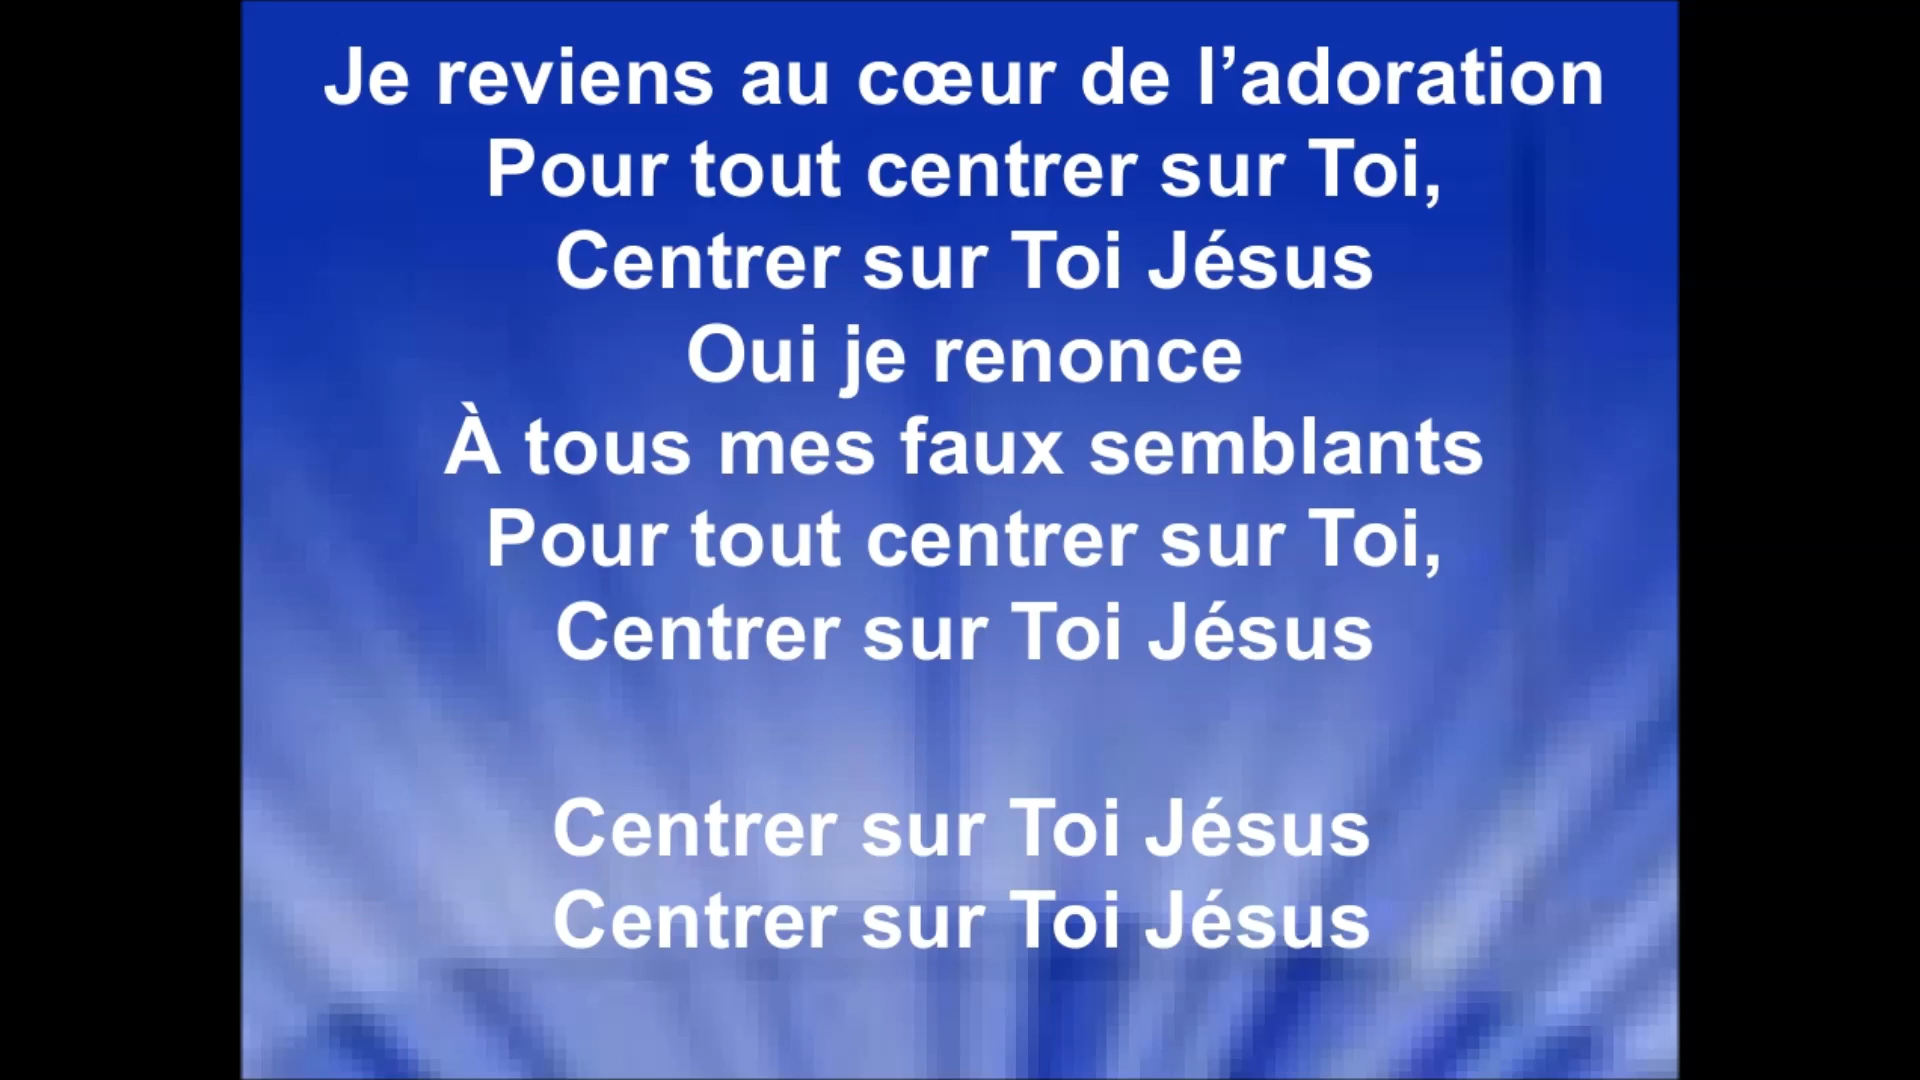 Je reviens au cœur de l’adoration
Pour tout centrer sur Toi,
Centrer sur Toi Jésus
Oui je renonce
À tous mes faux semblants
Pour tout centrer sur Toi,
Centrer sur Toi Jésus
Centrer sur Toi Jésus
Centrer sur Toi Jésus